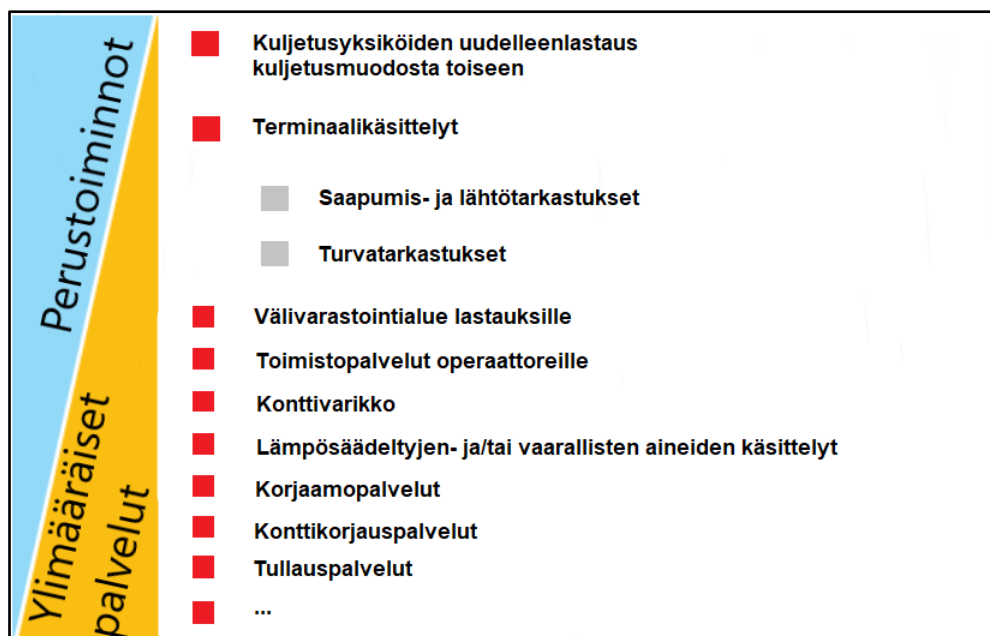 Perustoiminnot
Ylimääräiset
palvelut
Kuljetusyksiköiden uudelleenlastaus
kuljetusmuodosta toiseen
Terminaalikäsittelyt
Saapumis- ja lähtötarkastukset
Turvatarkastukset
Välivarastointialue lastauksille
Toimistopalvelut operaattoreille
Konttivarikko
Lämpösäädeltyjen- ja/tai vaarallisten aineiden käsittelyt
Korjaamopalvelut
Konttikorjauspalvelut
Tullauspalvelut
...